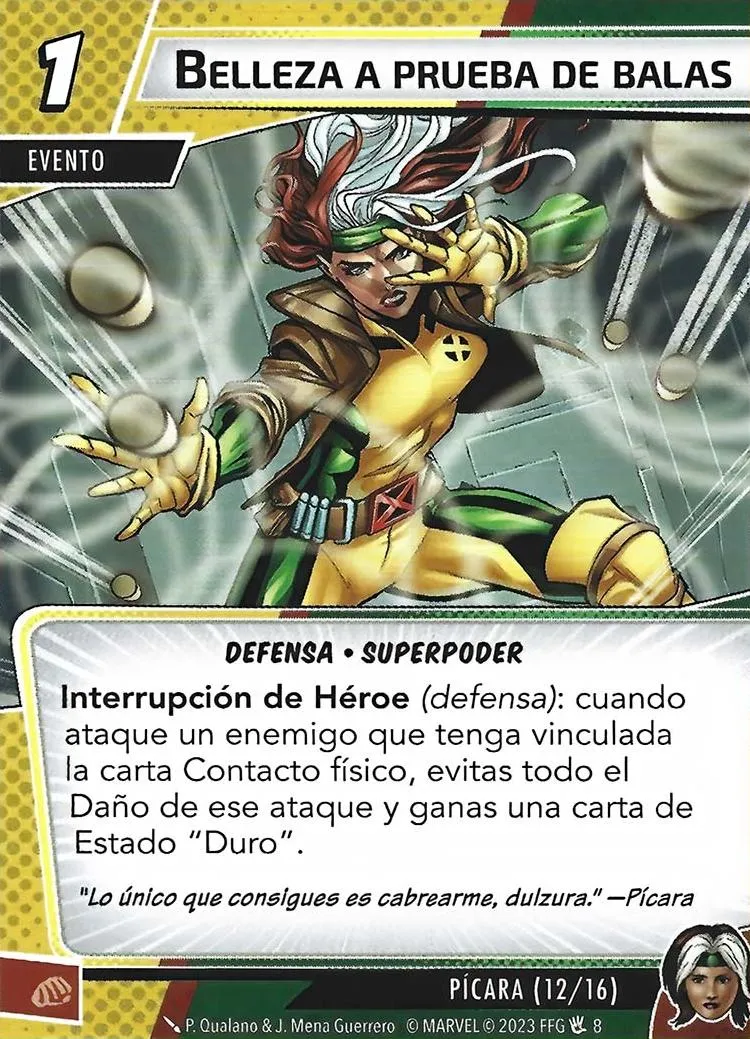 1
BELLEZA A PRUEBA DE BALAS
EVENTO
DEFENSA • SUPERPODER
Interrupción de Héroe (defensa): cuando
ataque un enemigo que tenga vinculada
la carta Contacto físico, evitas todo el
Daño de ese ataque y ganas una carta de
Estado "Duro".
"Lo único que consigues es cabrearme, dulzura." —Pícara
PÍCARA (12/16)
P. Qualano & J. Mena Guerrero © MARVEL © 2023 FFG 8